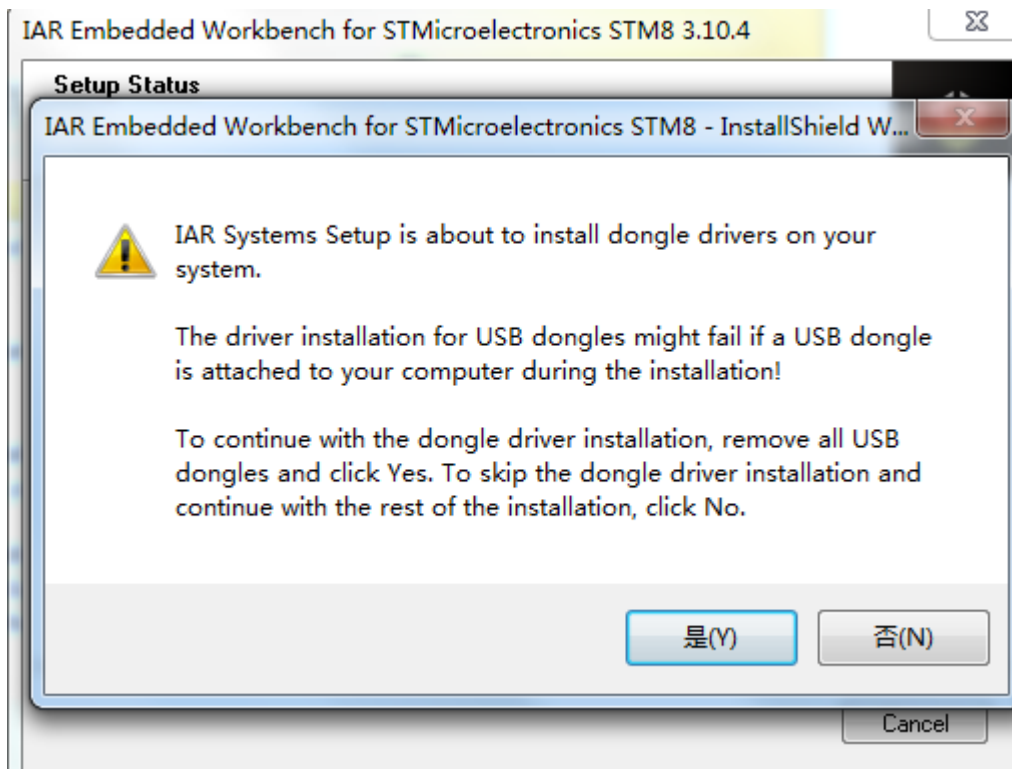 IAR Embedded Workbench for STMicroelectronics STM8 3.10.4
Setup Status
IAR Embedded Workbench for STMicroelectronics STM8 - InstallShield W...
IAR Systems Setup is about to install dongle drivers on your
system.
The driver installation for USB dongles might fail if a USB dongle
is attached to your computer during the installation!
To continue with the dongle driver installation, remove all USB
dongles and click Yes. To skip the dongle driver installation and
continue with the rest of the installation, click No.
是(Y)
否(N)
Cancel